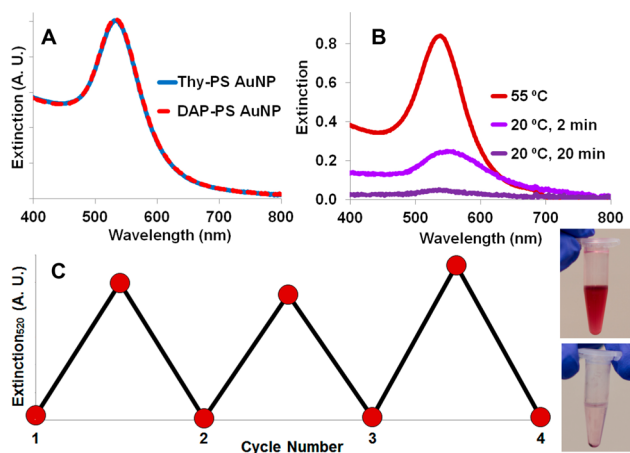 A
Extinction (A. U.)
Thy-PS AuNP
DAP-PS AuNP
400 500 600 700 800
Wavelength (nm)
B
Extinction
0.8
0.6
0.4
0.2
0.0
55 ºC
20 ºC, 2 min
20 ºC, 20 min
400 500 600 700 800
Wavelength (nm)
C
Extinction520 (A. U.)
1 2 3 4
Cycle Number